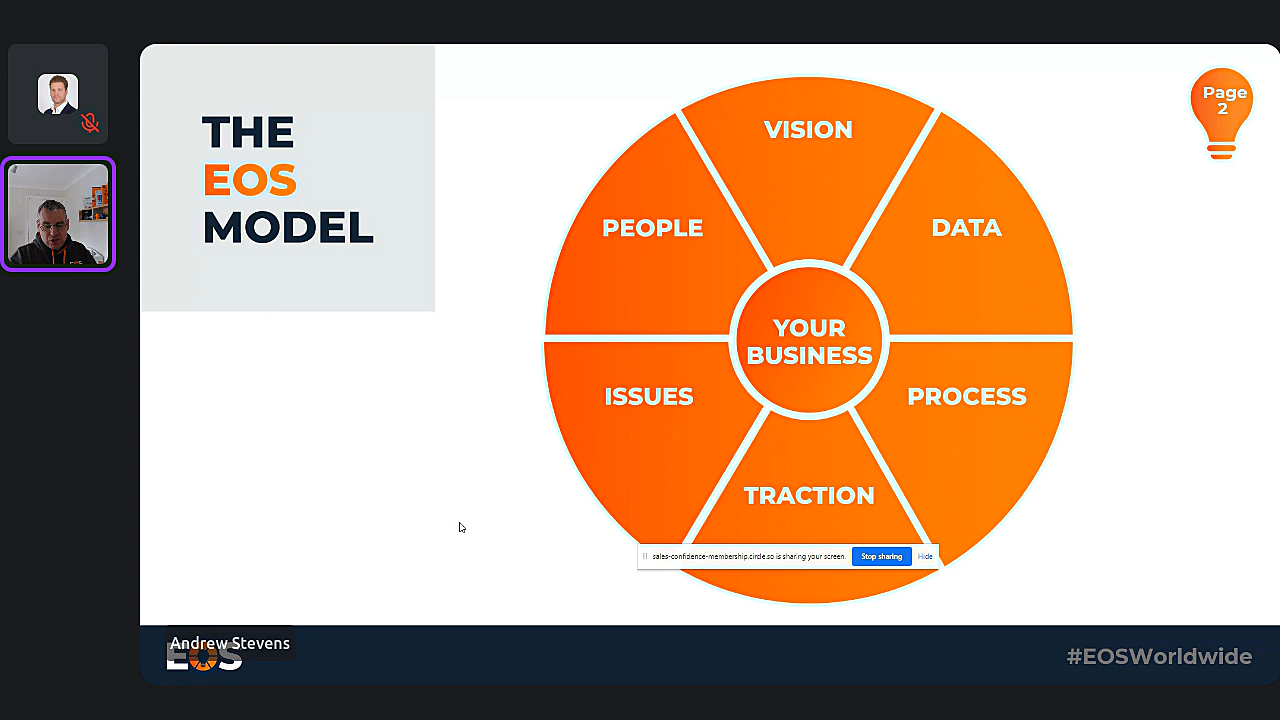 THE
EOS
MODEL
VISION
PEOPLE
DATA
YOUR
BUSINESS
ISSUES
PROCESS
TRACTION
Page
2
sales-confidence-membership.circle.so is sharing your screen.
Stop sharing
Hide
Andrew Stevens
EOS
#EOSWorldwide